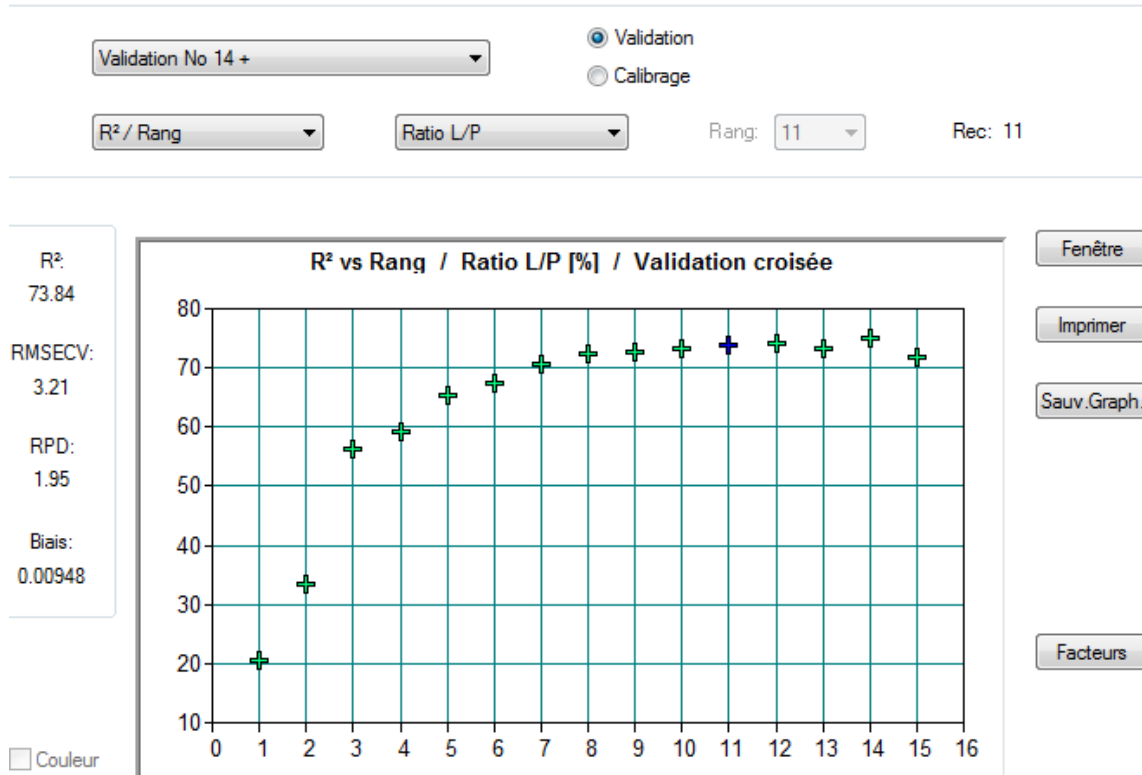 Validation No 14 +
Validation
Calibrage
R² / Rang
Ratio L/P
Rang: 11
Rec: 11
R²:
73.84
RMSECV:
3.21
RPD:
1.95
Biais:
0.00948
Couleur
R² vs Rang / Ratio L/P [%] / Validation croisée
80
70
60
50
40
30
20
10
0 1 2 3 4 5 6 7 8 9 10 11 12 13 14 15 16
Fenêtre
Imprimer
Sauv.Graph.
Facteurs